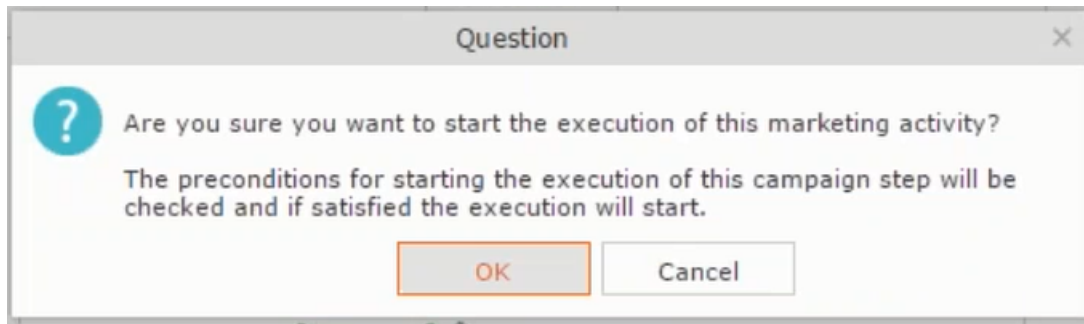 Question
Are you sure you want to start the execution of this marketing activity?
The preconditions for starting the execution of this campaign step will be
checked and if satisfied the execution will start.
OK Cancel